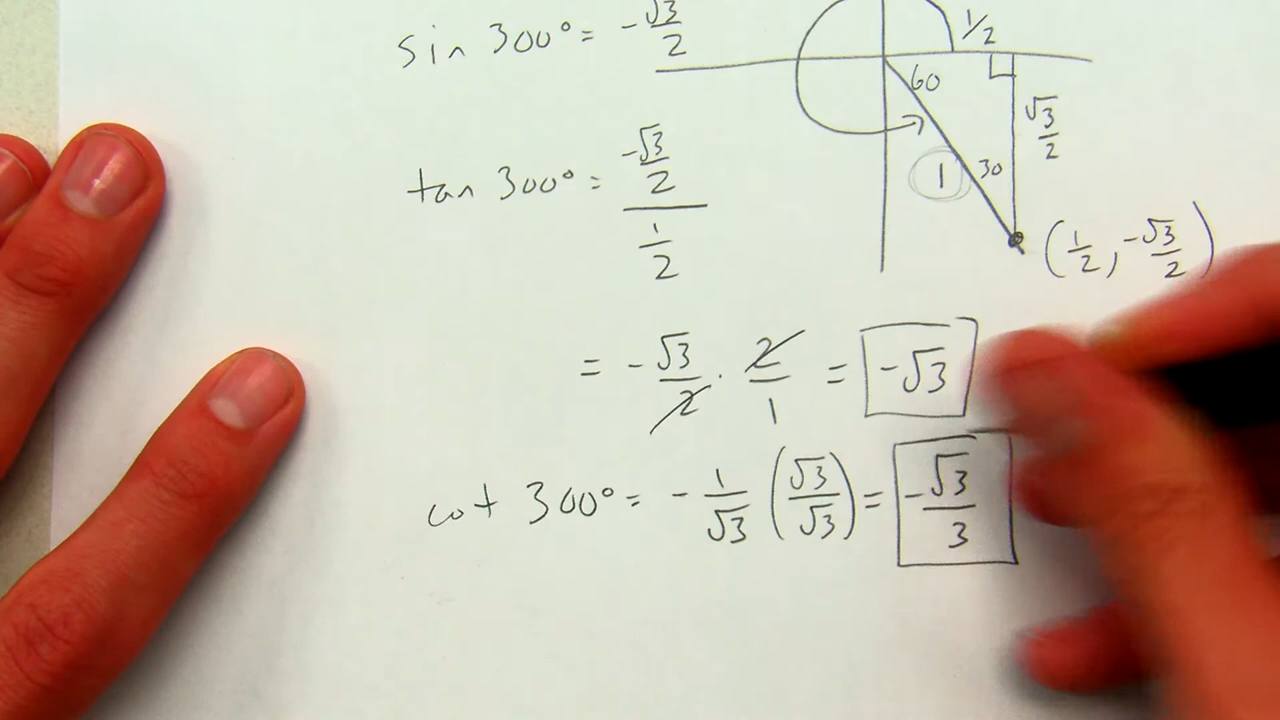 sin 300° = -√3/2
1/2
60
√3/2
tan 300° = (-√3/2)/(1/2)
1
30
(1/2, -√3/2)
= -√3/2 · 2/1 = -√3
cot 300° = -1/√3 (√3/√3) = -√3/3